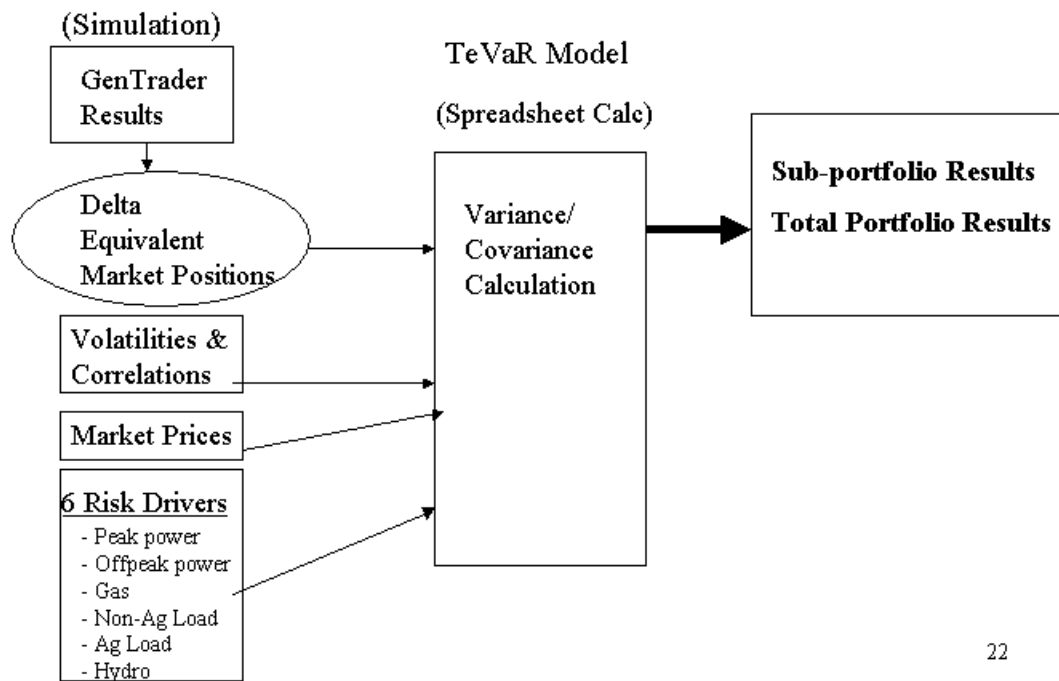 (Simulation)
GenTrader
Results
Delta
Equivalent
Market Positions
Volatilities &
Correlations
Market Prices
6 Risk Drivers
- Peak power
- Offpeak power
- Gas
- Non-Ag Load
- Ag Load
- Hydro
TeVaR Model
(Spreadsheet Calc)
Variance/
Covariance
Calculation
Sub-portfolio Results
Total Portfolio Results
22